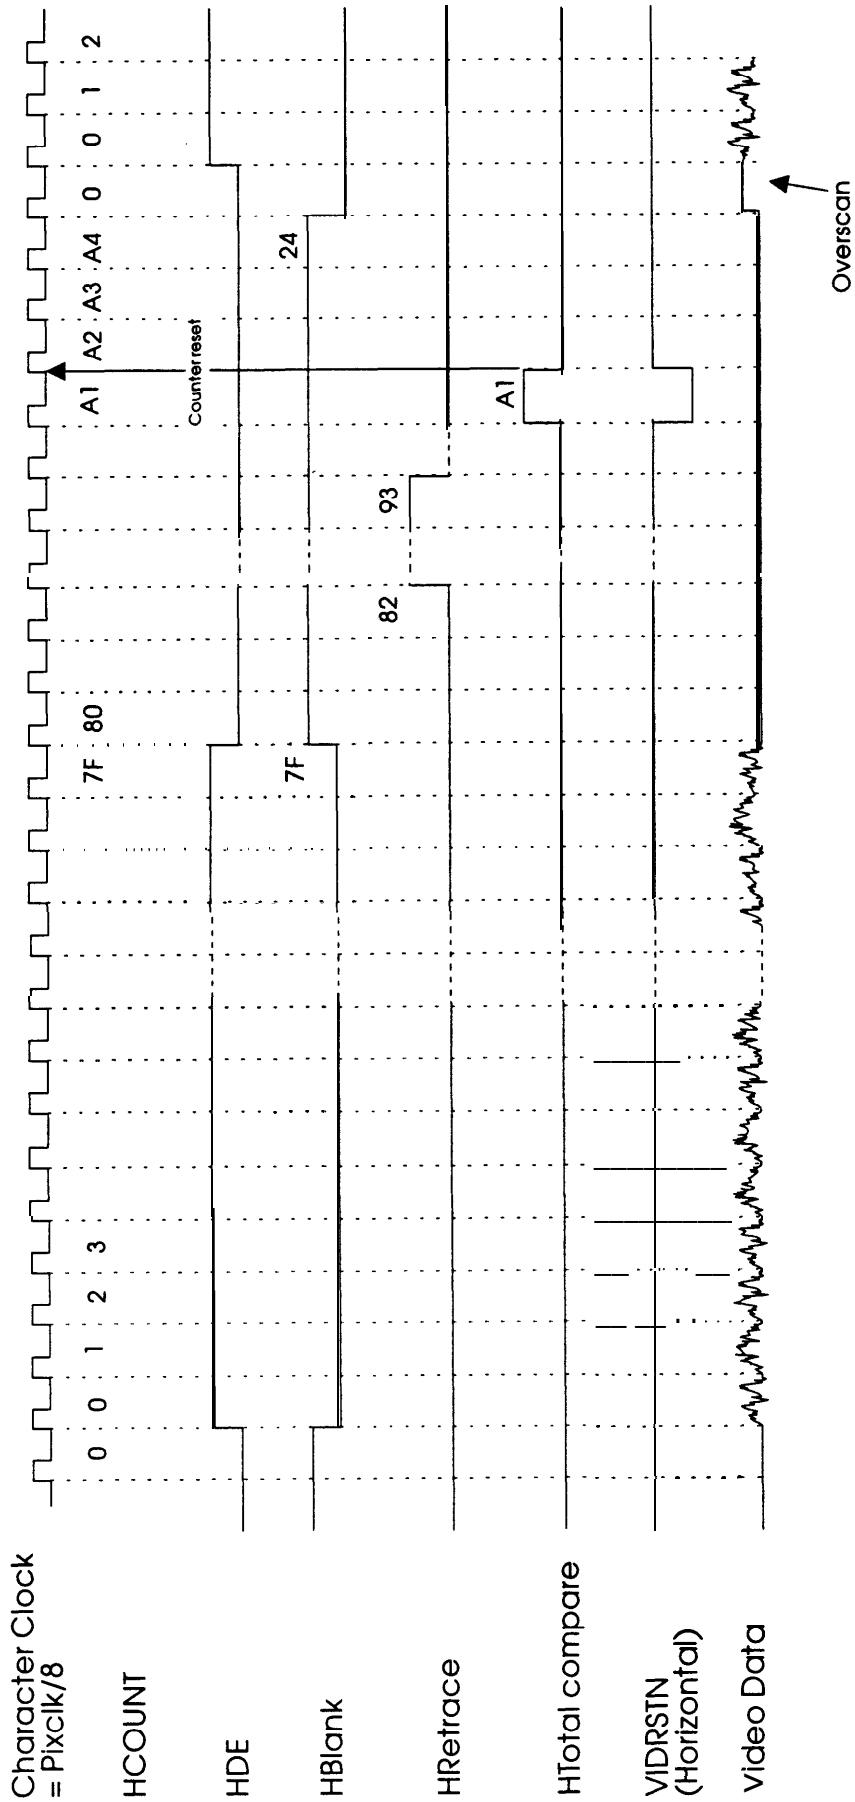 Character Clock
= Pixclk/8
HCOUNT
0 0 1 2 3 7F 80 A1 A2 A3 A4 0 0 1 2
Counter reset
HDE
HBlank
7F 24
HRetrace
82 93
HTotal compare
A1
VIDRSTN
(Horizontal)
Video Data
Overscan